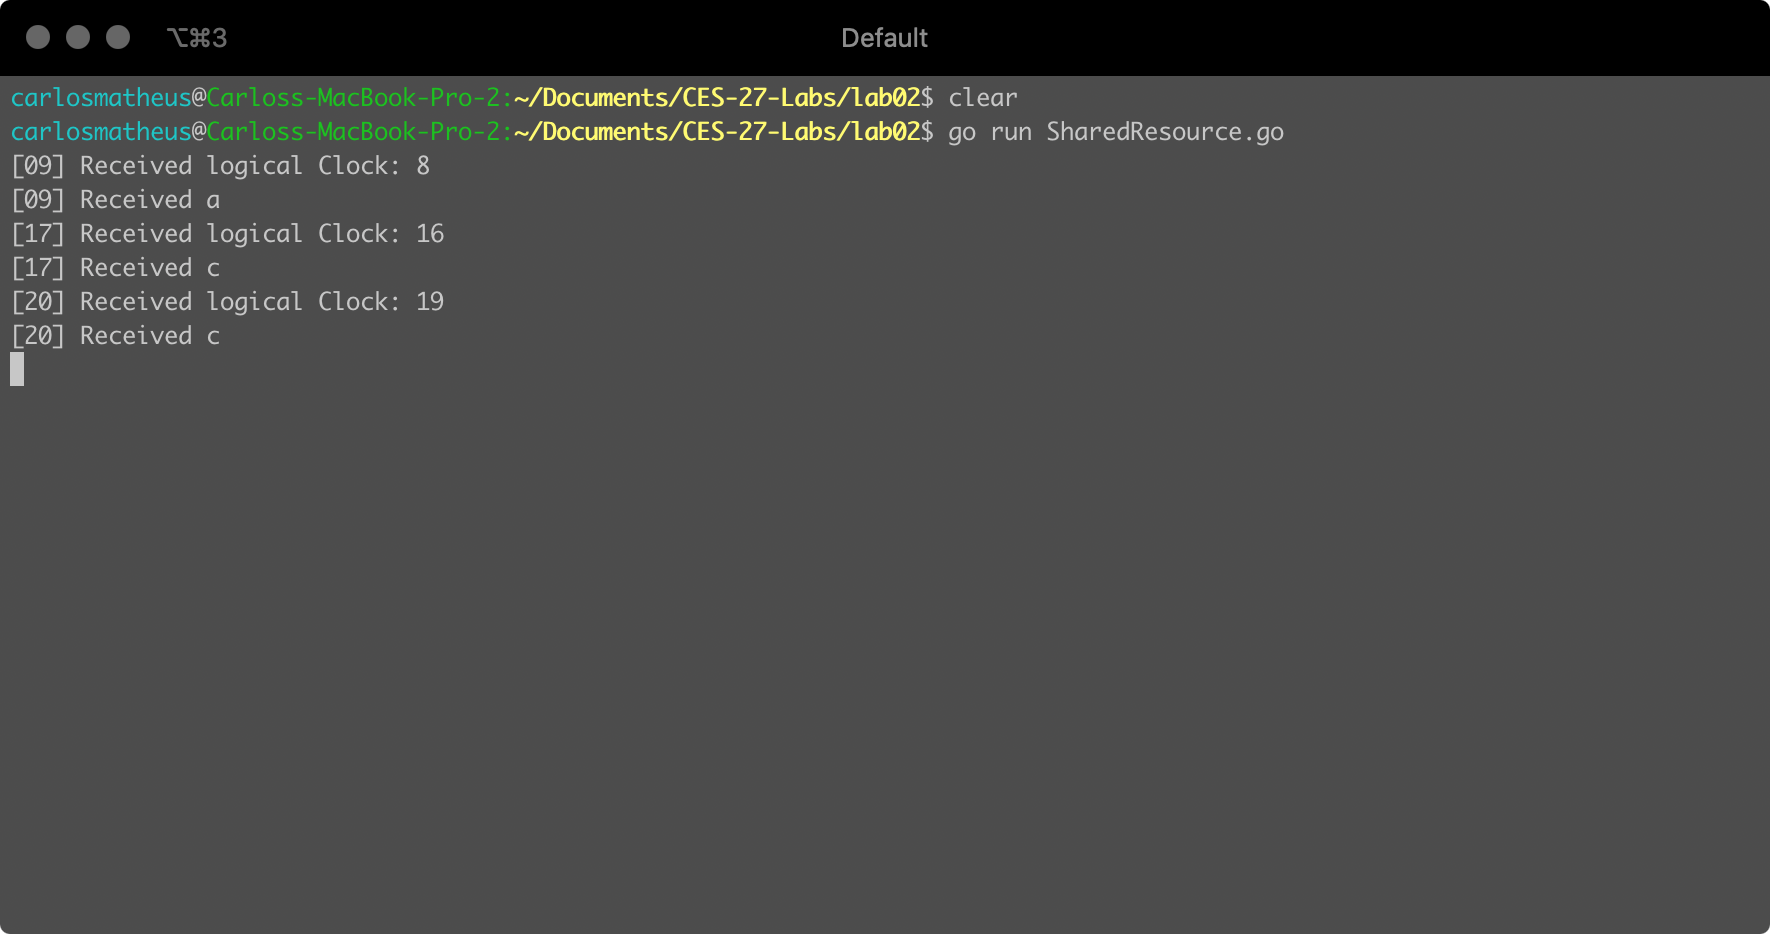 ⌥⌘3
Default
carlosmatheus@Carloss-MacBook-Pro-2:~/Documents/CES-27-Labs/lab02$ clear
carlosmatheus@Carloss-MacBook-Pro-2:~/Documents/CES-27-Labs/lab02$ go run SharedResource.go
[09] Received logical Clock: 8
[09] Received a
[17] Received logical Clock: 16
[17] Received c
[20] Received logical Clock: 19
[20] Received c